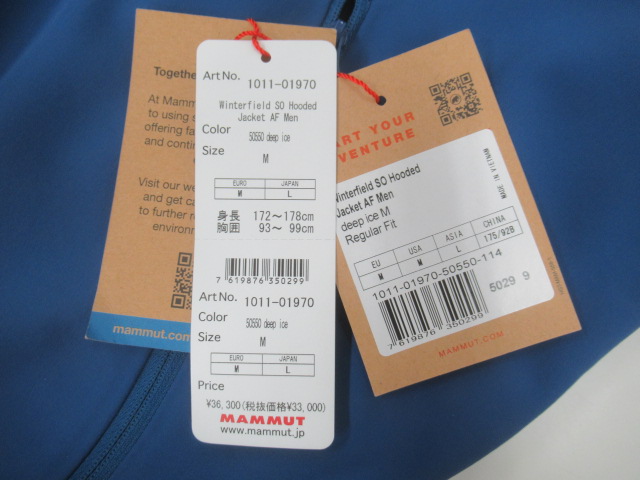 Together
At Mammu
to using s
offering fa
and contin
Visit our we
and get ca
to further re
environm
mammut.com
Art No. 1011-01970
Winterfield SO Hooded
Jacket AF Men
Color 50550 deep ice
Size M
EURO JAPAN
M L
身長 172~178cm
胸囲 93~ 99cm
7 619876 350299
Art No. 1011-01970
Color 50550 deep ice
Size M
EURO JAPAN
M L
Price
¥36,300(税抜価格¥33,000)
MAMMUT
www.mammut.jp
ART YOUR
VENTURE
Winterfield SO Hooded
Jacket AF Men
deep ice M
Regular Fit
MADE IN VIETNAM
EU USA ASIA CHINA
M M L 175/92B
1011-01970-50550-114
7 619876 350299
5029 9
MAMMUT.COM